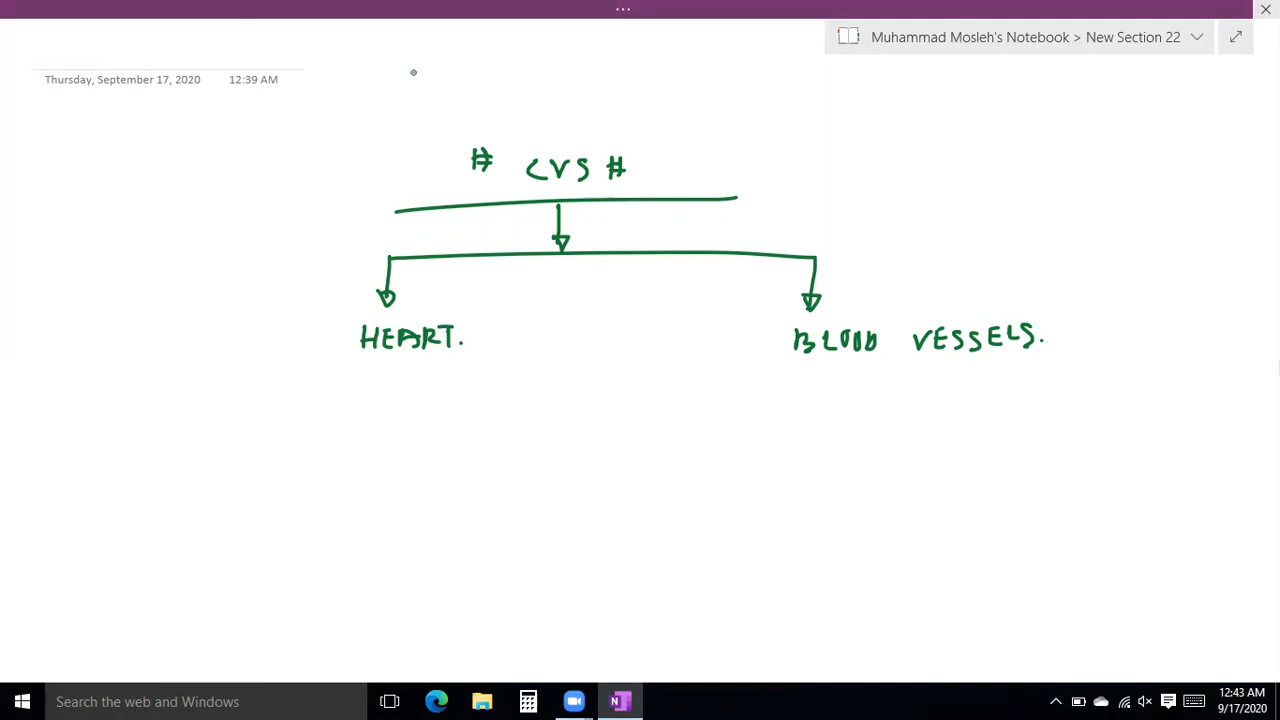 ...
Muhammad Mosleh's Notebook > New Section 22
Thursday, September 17, 2020 12:39 AM
# CVS #
HEART.
BLOOD VESSELS.
Search the web and Windows
12:43 AM
9/17/2020